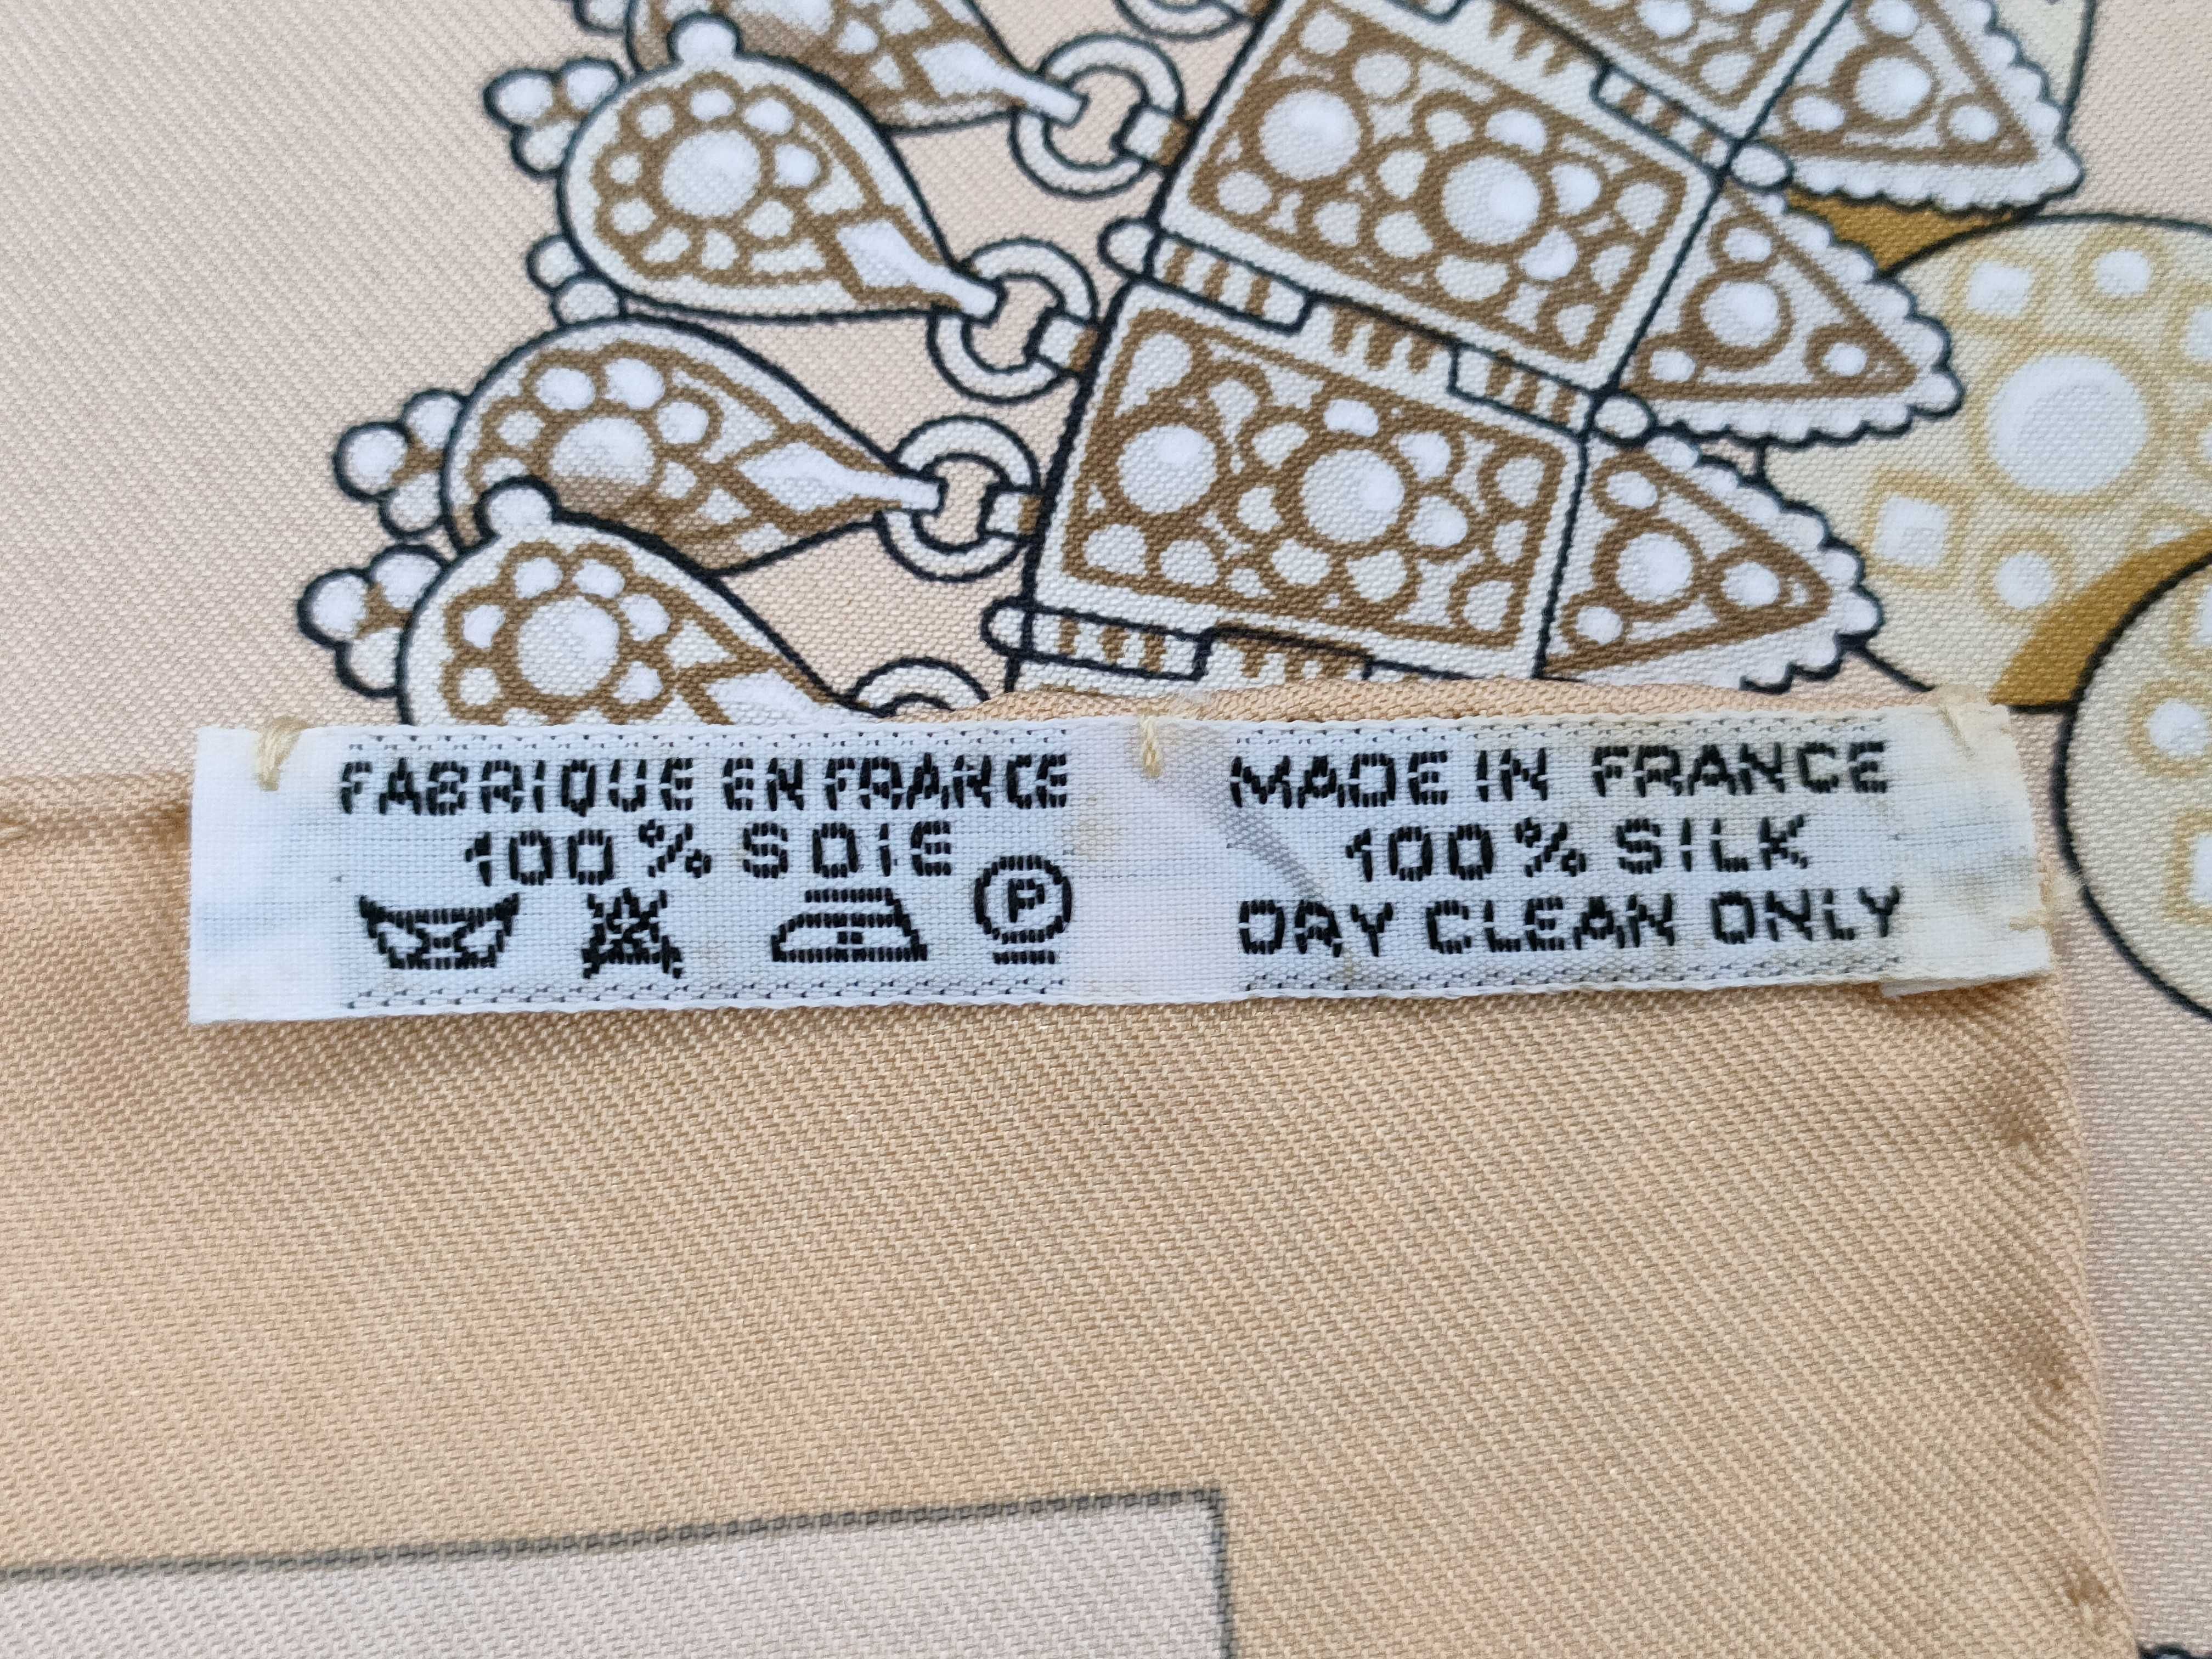 FABRIQUE EN FRANCE
100% SOIE
P
MADE IN FRANCE
100% SILK
DRY CLEAN ONLY